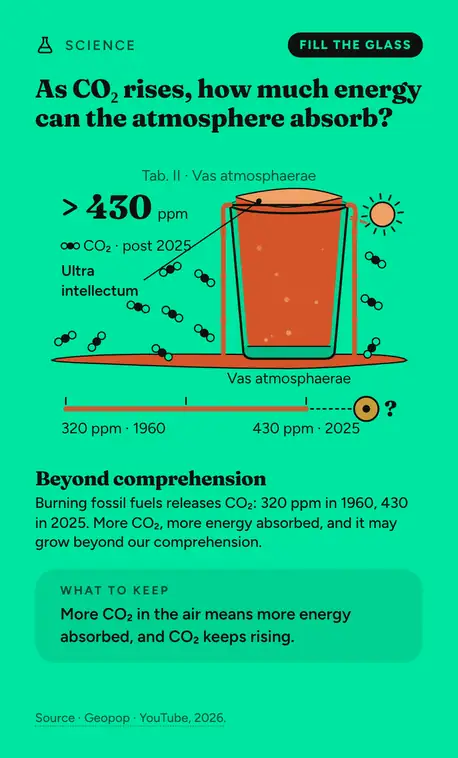 SCIENCE
FILL THE GLASS
As CO₂ rises, how much energy
can the atmosphere absorb?
Tab. II · Vas atmosphaerae
> 430 ppm
CO₂ · post 2025
Ultra
intellectum
Vas atmosphaerae
?
320 ppm · 1960
430 ppm · 2025
Beyond comprehension
Burning fossil fuels releases CO₂: 320 ppm in 1960, 430
in 2025. More CO₂, more energy absorbed, and it may
grow beyond our comprehension.
WHAT TO KEEP
More CO₂ in the air means more energy
absorbed, and CO₂ keeps rising.
Source · Geopop · YouTube, 2026.